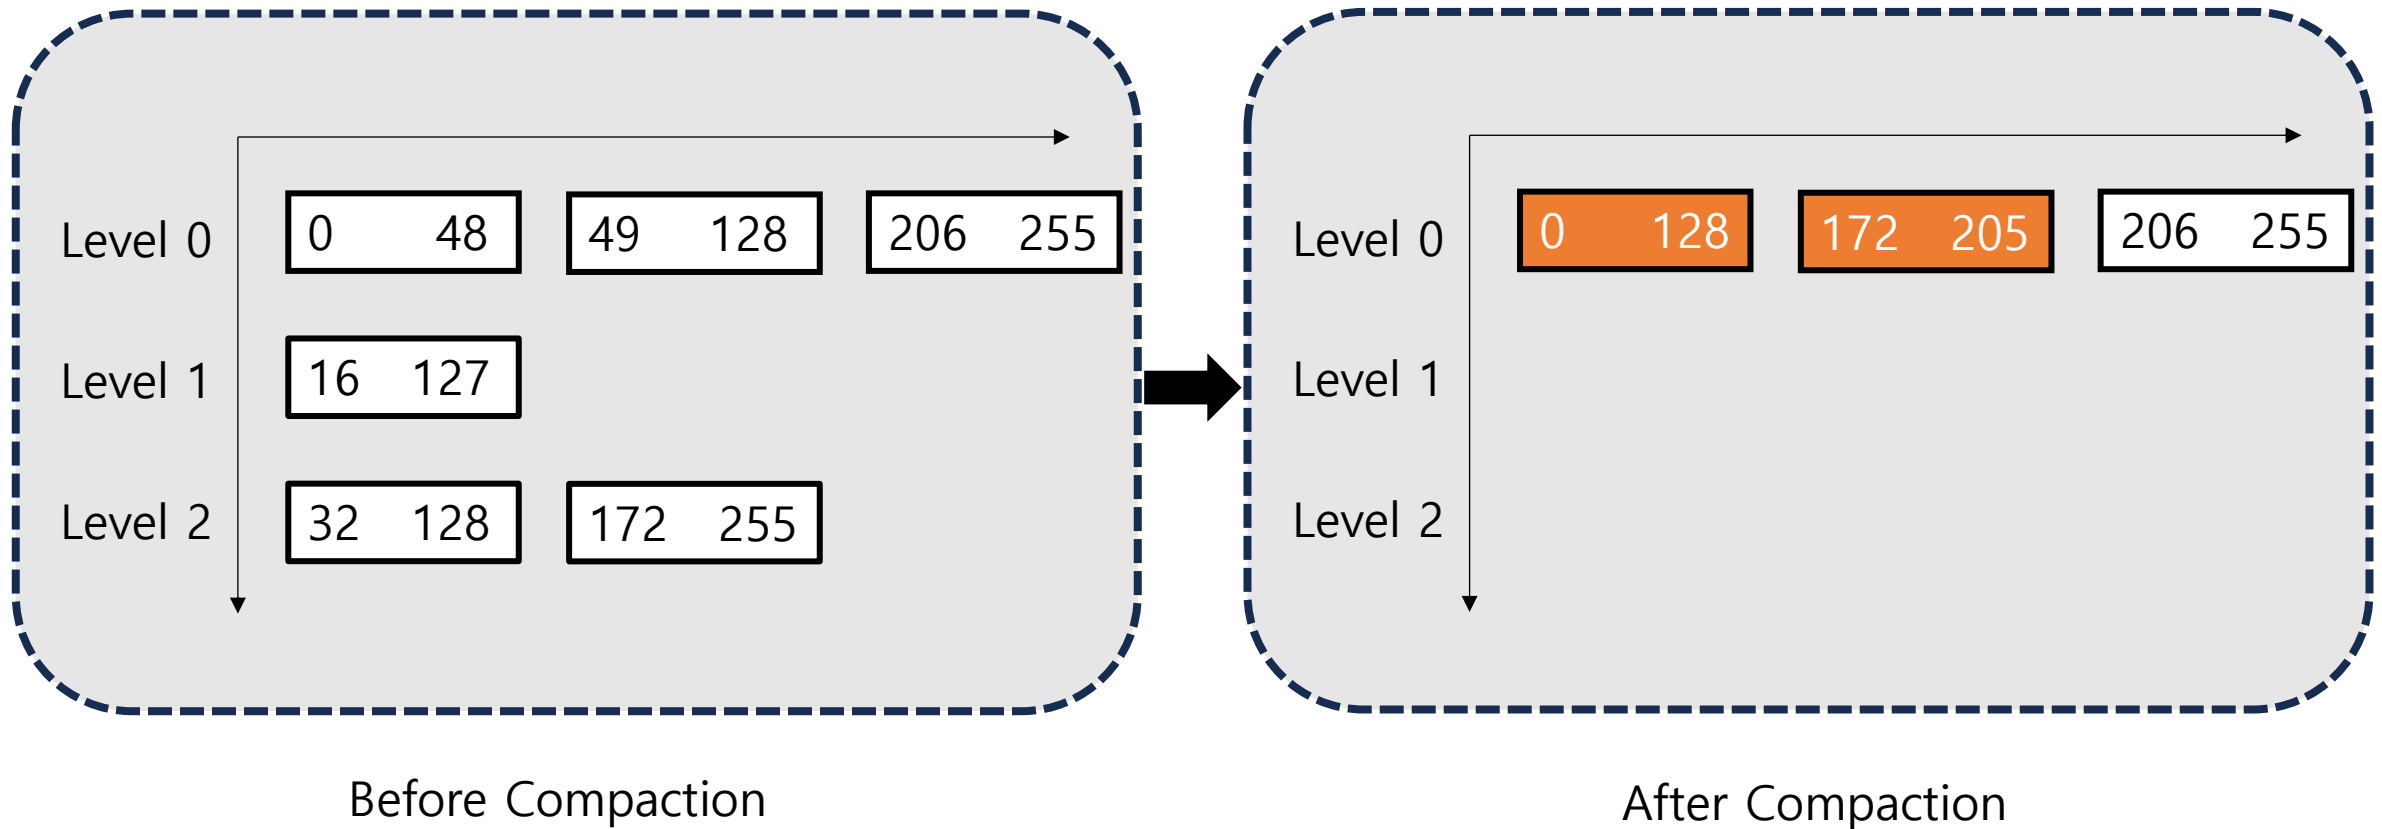 Level 0 0 48 49 128 206 255
Level 1 16 127
Level 2 32 128 172 255
Before Compaction
Level 0 0 128 172 205 206 255
Level 1
Level 2
After Compaction